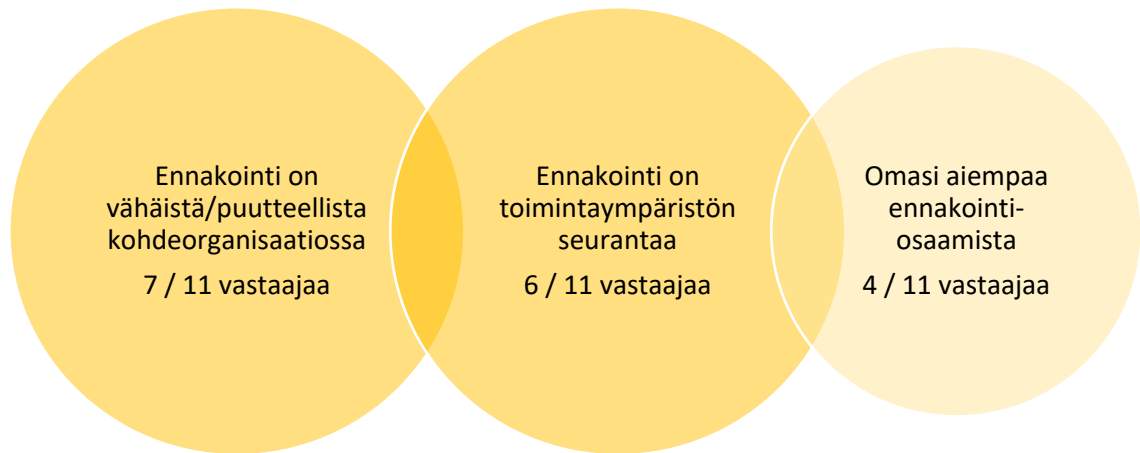 Ennakointi on
vähäistä/puutteellista
kohdeorganisaatiossa
7 / 11 vastaajaa
Ennakointi on
toimintaympäristön
seurantaa
6 / 11 vastaajaa
Omasi aiempaa
ennakointi-
osaamista
4 / 11 vastaajaa